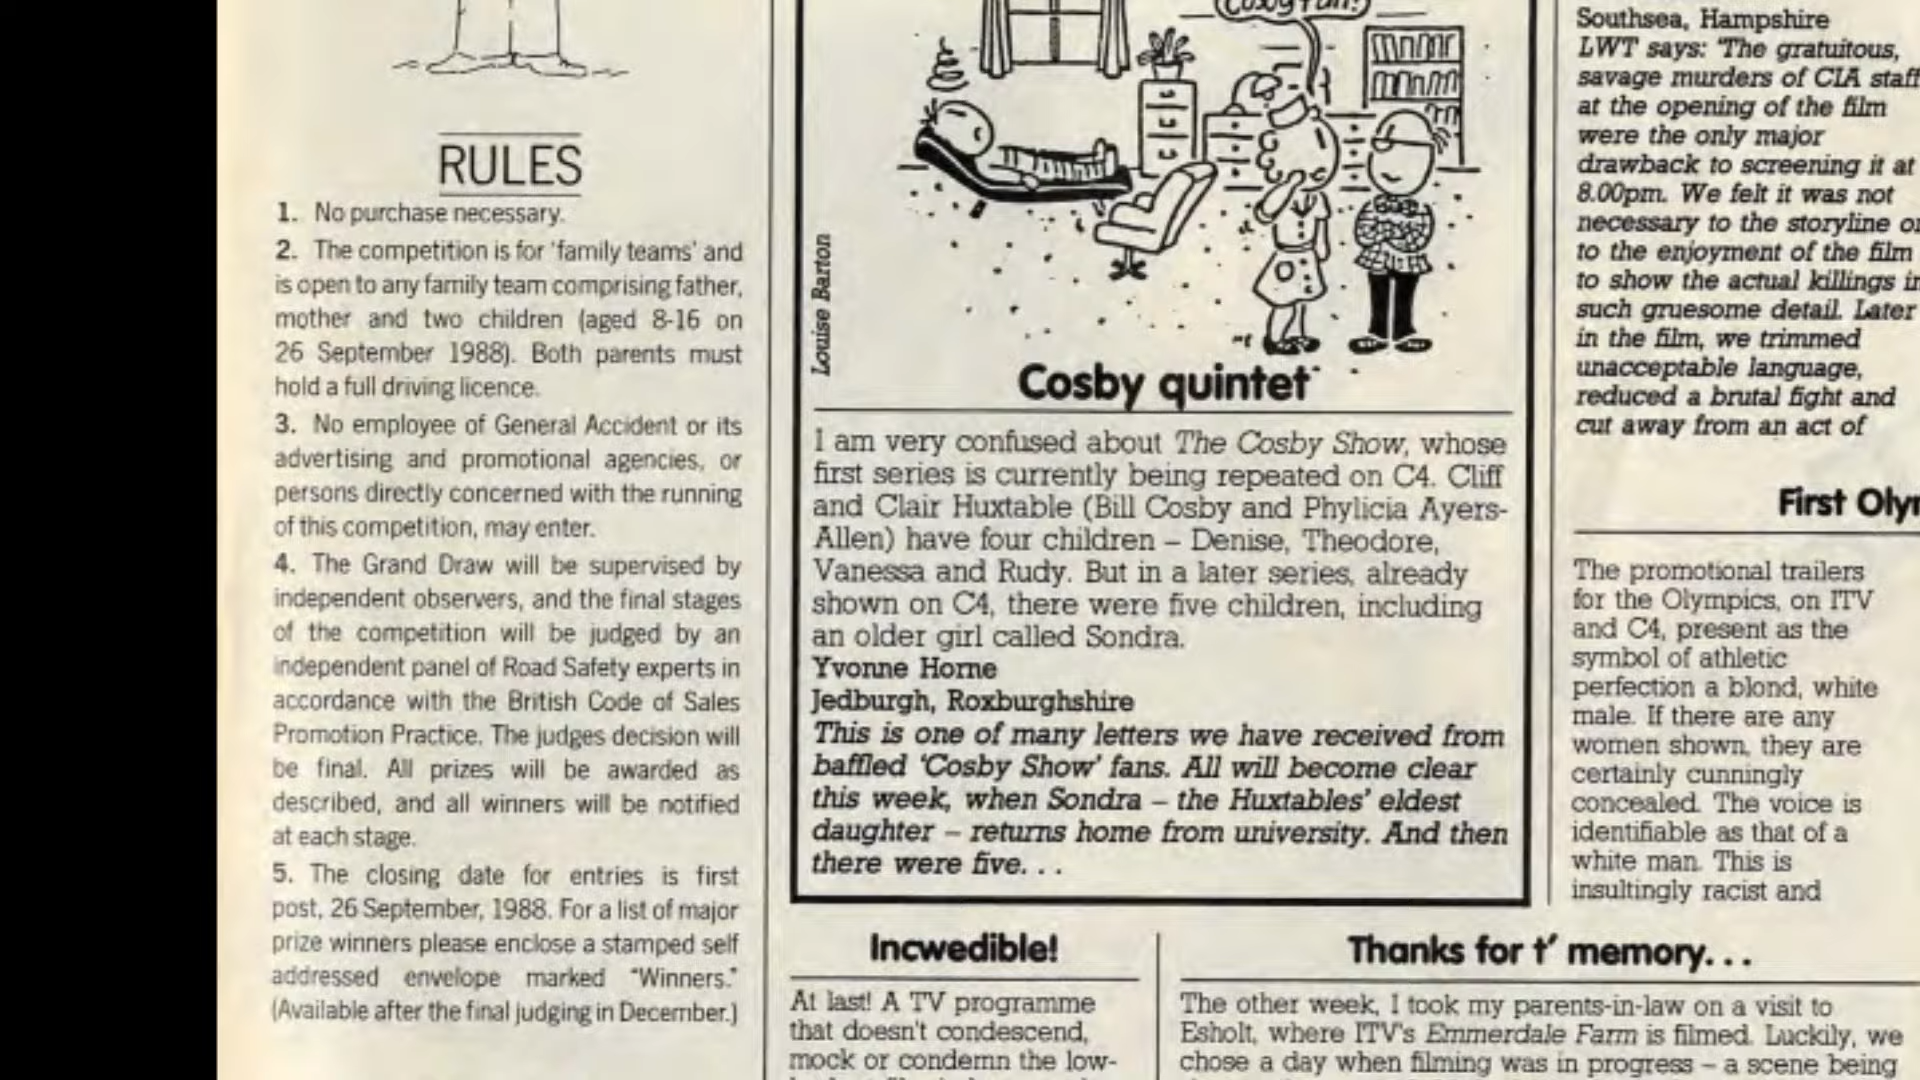 RULES
1. No purchase necessary.
2. The competition is for 'family teams' and
is open to any family team comprising father,
mother and two children (aged 8-16 on
26 September 1988). Both parents must
hold a full driving licence.
3. No employee of General Accident or its
advertising and promotional agencies, or
persons directly concerned with the running
of this competition, may enter.
4. The Grand Draw will be supervised by
independent observers, and the final stages
of the competition will be judged by an
independent panel of Road Safety experts in
accordance with the British Code of Sales
Promotion Practice. The judges decision will
be final. All prizes will be awarded as
described, and all winners will be notified
at each stage.
5. The closing date for entries is first
post, 26 September, 1988. For a list of major
prize winners please enclose a stamped self
addressed envelope marked "Winners."
(Available after the final judging in December.)
Louise Barton
Cosby quintet
I am very confused about The Cosby Show, whose
first series is currently being repeated on C4. Cliff
and Clair Huxtable (Bill Cosby and Phylicia Ayers-
Allen) have four children – Denise, Theodore,
Vanessa and Rudy. But in a later series, already
shown on C4, there were five children, including
an older girl called Sondra.
Yvonne Horne
Jedburgh, Roxburghshire
This is one of many letters we have received from
baffled 'Cosby Show' fans. All will become clear
this week, when Sondra – the Huxtables' eldest
daughter – returns home from university. And then
there were five. . .
Incwedible!
At last! A TV programme
that doesn't condescend,
mock or condemn the low-
Thanks for t' memory. . .
The other week, I took my parents-in-law on a visit to
Esholt, where ITV's Emmerdale Farm is filmed. Luckily, we
chose a day when filming was in progress – a scene being
Southsea, Hampshire
LWT says: 'The gratuitous,
savage murders of CIA staff
at the opening of the film
were the only major
drawback to screening it at
8.00pm. We felt it was not
necessary to the storyline or
to the enjoyment of the film
to show the actual killings in
such gruesome detail. Later
in the film, we trimmed
unacceptable language,
reduced a brutal fight and
cut away from an act of
First
The promotional trailers
for the Olympics, on ITV
and C4, present as the
symbol of athletic
perfection a blond, white
male. If there are any
women shown, they are
certainly cunningly
concealed. The voice is
identifiable as that of a
white man. This is
insultingly racist and